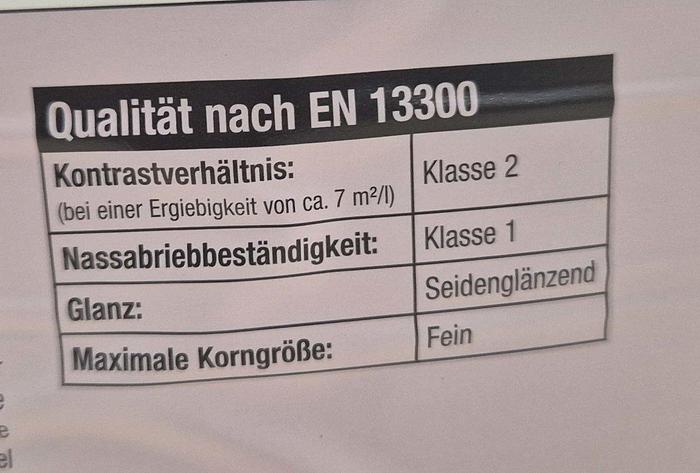 Qualität nach EN 13300
Kontrastverhältnis:
(bei einer Ergiebigkeit von ca. 7 m²/l)
Klasse 2
Nassabriebbeständigkeit:
Klasse 1
Glanz:
Seidenglänzend
Maximale Korngröße:
Fein
e
e
el